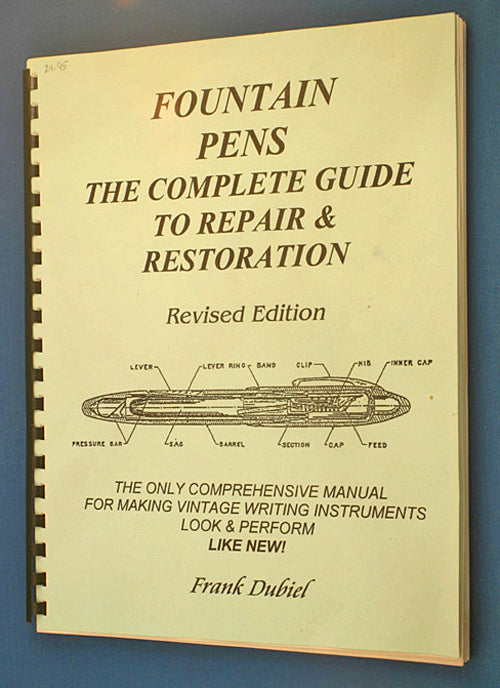 24.95
FOUNTAIN
PENS
THE COMPLETE GUIDE
TO REPAIR &
RESTORATION
Revised Edition
LEVER LEVER RING BAND CLIP NIB INNER CAP
PRESSURE BAR SAC BARREL SECTION CAP FEED
THE ONLY COMPREHENSIVE MANUAL
FOR MAKING VINTAGE WRITING INSTRUMENTS
LOOK & PERFORM
LIKE NEW!
Frank Dubiel